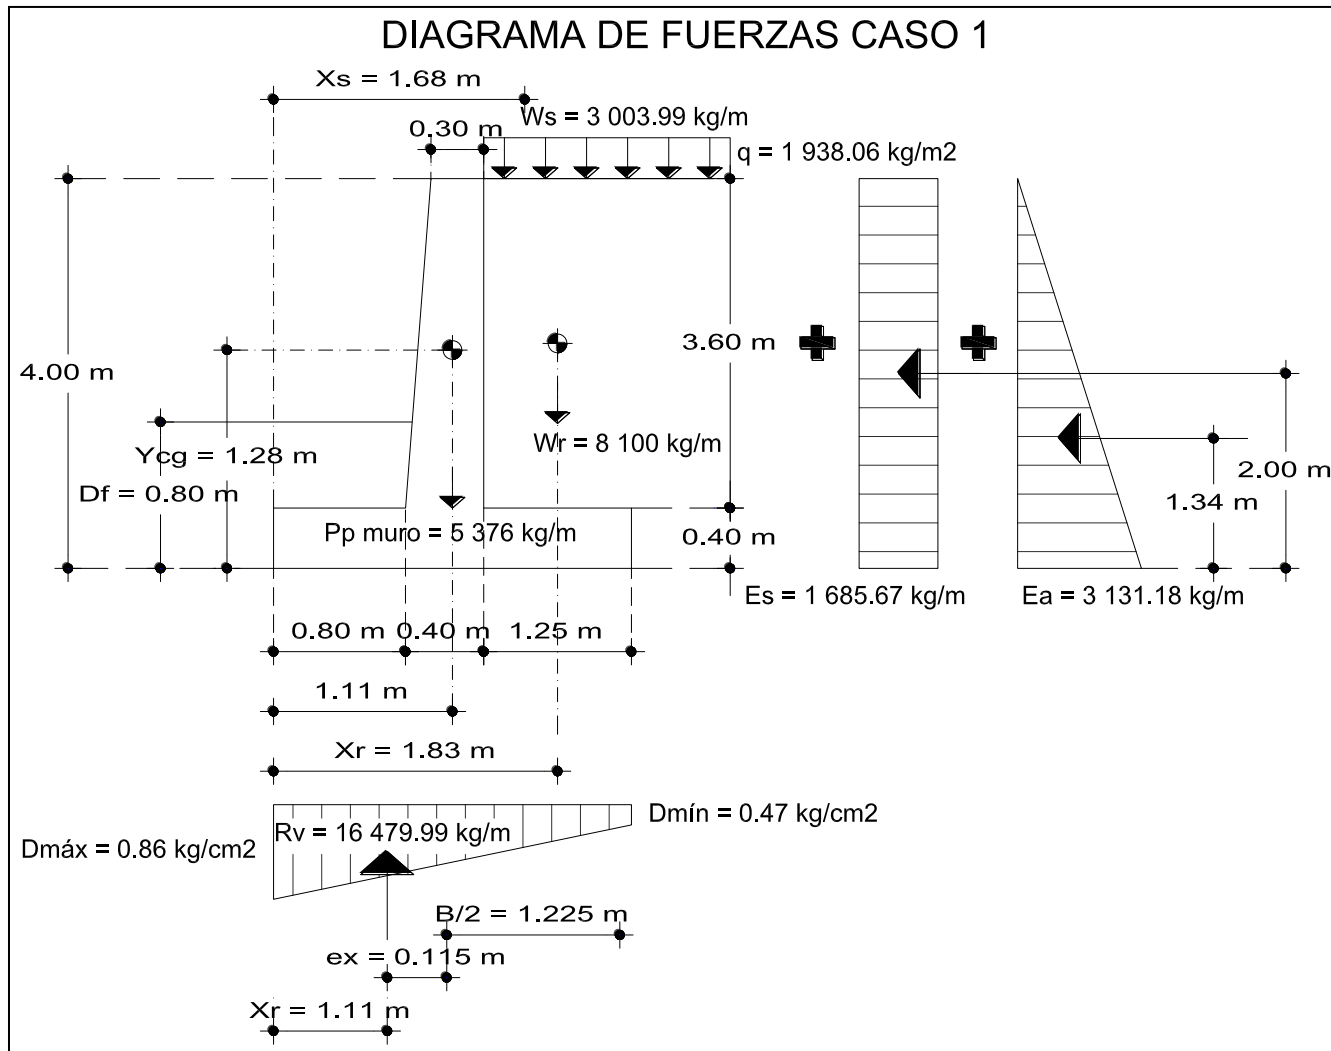 DIAGRAMA DE FUERZAS CASO 1
Xs = 1.68 m
Ws = 3 003.99 kg/m
0.30 m
q = 1 938.06 kg/m2
4.00 m
3.60 m
Ycg = 1.28 m
Wr = 8 100 kg/m
Df = 0.80 m
2.00 m
1.34 m
Pp muro = 5 376 kg/m
0.40 m
Es = 1 685.67 kg/m
Ea = 3 131.18 kg/m
0.80 m
0.40 m
1.25 m
1.11 m
Xr = 1.83 m
Dmín = 0.47 kg/cm2
Rv = 16 479.99 kg/m
Dmáx = 0.86 kg/cm2
B/2 = 1.225 m
ex = 0.115 m
Xr = 1.11 m